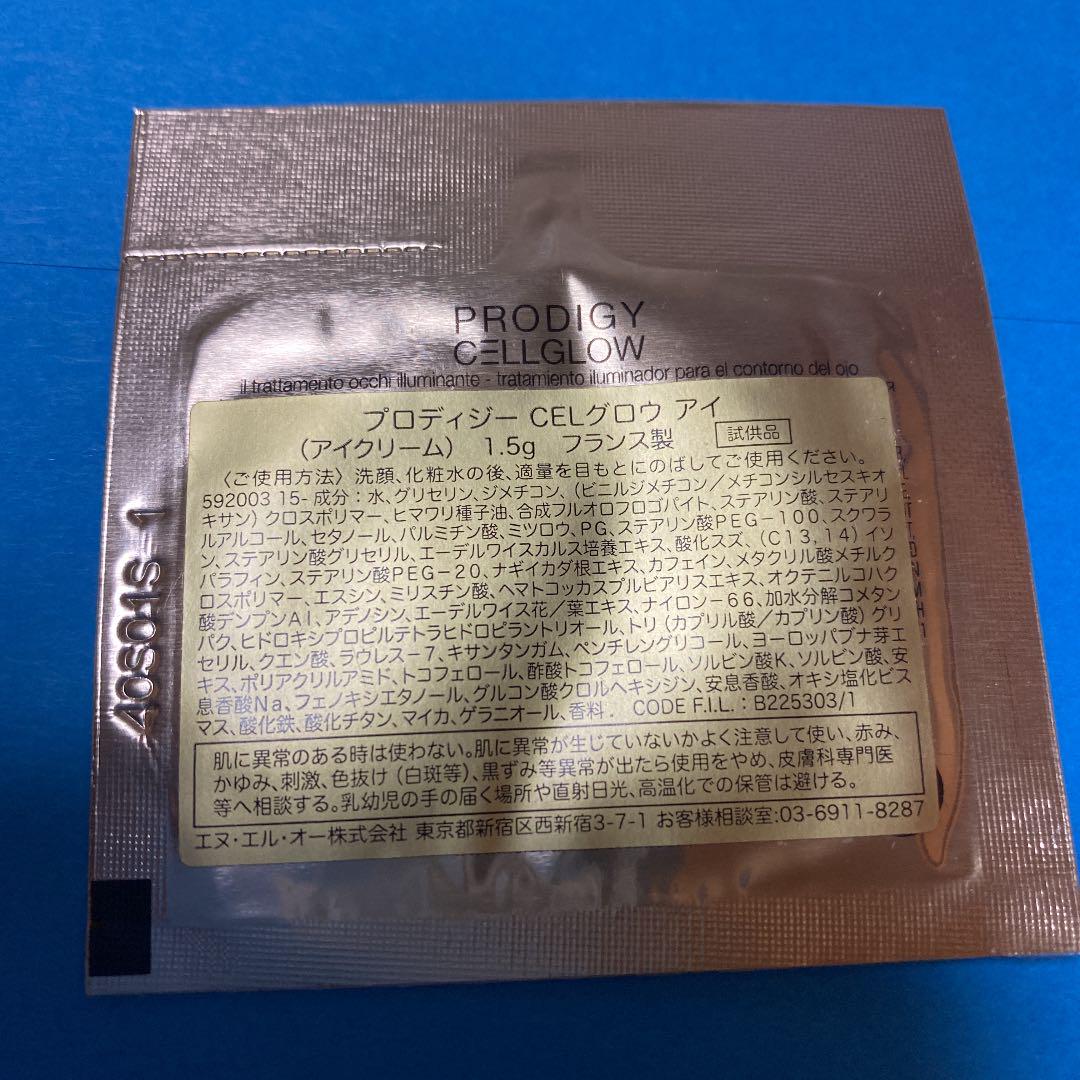 PRODIGY
CELLGLOW
il trattamento occhi illuminante - tratamiento iluminador para el contorno del ojo
プロディジー CELグロウ アイ
(アイクリーム) 1.5g フランス製 試供品
〈ご使用方法〉洗顔、化粧水の後、適量を目もとにのばしてご使用ください。
592003 15- 成分:水、グリセリン、ジメチコン、(ビニルジメチコン/メチコンシルセスキオ
キサン)クロスポリマー、ヒマワリ種子油、合成フルオロフロゴパイト、ステアリン酸、ステアリ
ルアルコール、セタノール、パルミチン酸、ミツロウ、PG、ステアリン酸PEG-100、スクワラ
ン、ステアリン酸グリセリル、エーデルワイスカルス培養エキス、酸化スズ、(C13,14)イソ
パラフィン、ステアリン酸PEG-20、ナギイカダ根エキス、カフェイン、メタクリル酸メチルク
ロスポリマー、エスシン、ミリスチン酸、ヘマトコッカスプルビアリスエキス、オクテニルコハク
酸デンプンAl、アデノシン、エーデルワイス花/葉エキス、ナイロン-66、加水分解コメタン
パク、ヒドロキシプロピルテトラヒドロピラントリオール、トリ(カプリル酸/カプリン酸)グリ
セリル、クエン酸、ラウレス-7、キサンタンガム、ペンチレングリコール、ヨーロッパブナ芽エ
キス、ポリアクリルアミド、トコフェロール、酢酸トコフェロール、ソルビン酸K、ソルビン酸、安
息香酸Na、フェノキシエタノール、グルコン酸クロルヘキシジン、安息香酸、オキシ塩化ビス
マス、酸化鉄、酸化チタン、マイカ、ゲラニオール、香料. CODE F.I.L.:B225303/1
肌に異常のある時は使わない。肌に異常が生じていないかよく注意して使い、赤み、
かゆみ、刺激、色抜け(白斑等)、黒ずみ等異常が出たら使用をやめ、皮膚科専門医
等へ相談する。乳幼児の手の届く場所や直射日光、高温化での保管は避ける。
エヌ・エル・オー株式会社 東京都新宿区西新宿3-7-1 お客様相談室:03-6911-8287
40S01S-1